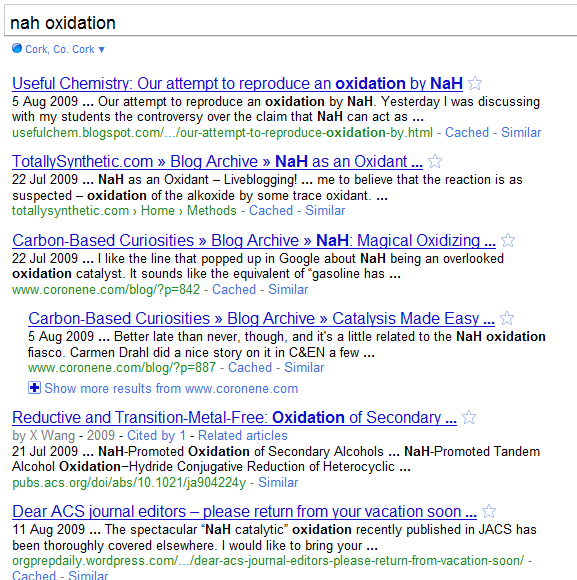 nah oxidation
Cork, Co. Cork ▼
Useful Chemistry: Our attempt to reproduce an oxidation by NaH
5 Aug 2009 ... Our attempt to reproduce an oxidation by NaH. Yesterday I was discussing
with my students the controversy over the claim that NaH can act as ...
usefulchem.blogspot.com/.../our-attempt-to-reproduce-oxidation-by.html - Cached - Similar
TotallySynthetic.com » Blog Archive » NaH as an Oxidant ...
22 Jul 2009 ... NaH as an Oxidant – Liveblogging! ... me to believe that the reaction is as
suspected – oxidation of the alkoxide by some trace oxidant. ...
totallysynthetic.com › Home › Methods - Cached - Similar
Carbon-Based Curiosities » Blog Archive » NaH: Magical Oxidizing ...
22 Jul 2009 ... I like the line that popped up in Google about NaH being an overlooked
oxidation catalyst. It sounds like the equivalent of “gasoline has ...
www.coronene.com/blog/?p=842 - Cached - Similar
Carbon-Based Curiosities » Blog Archive » Catalysis Made Easy ...
5 Aug 2009 ... Better late than never, though, and it's a little related to the NaH oxidation
fiasco. Carmen Drahl did a nice story on it in C&EN a few ...
www.coronene.com/blog/?p=887 - Cached - Similar
Show more results from www.coronene.com
Reductive and Transition-Metal-Free: Oxidation of Secondary ...
by X Wang - 2009 - Cited by 1 - Related articles
21 Jul 2009 ... NaH-Promoted Oxidation of Secondary Alcohols ... NaH-Promoted Tandem
Alcohol Oxidation−Hydride Conjugative Reduction of Heterocyclic ...
pubs.acs.org/doi/abs/10.1021/ja904224y - Similar
Dear ACS journal editors – please return from your vacation soon ...
11 Aug 2009 ... The spectacular “NaH catalytic” oxidation recently published in JACS has
been thoroughly covered elsewhere. I would like to bring your ...
orgprepdaily.wordpress.com/.../dear-acs-journal-editors-please-return-from-vacation-soon/ -
Cached - Similar